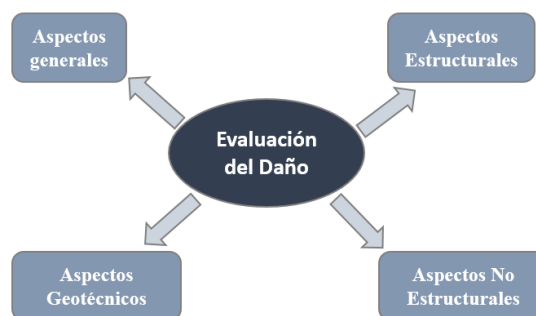 Aspectos
generales
Aspectos
Estructurales
Evaluación
del Daño
Aspectos
Geotécnicos
Aspectos No
Estructurales